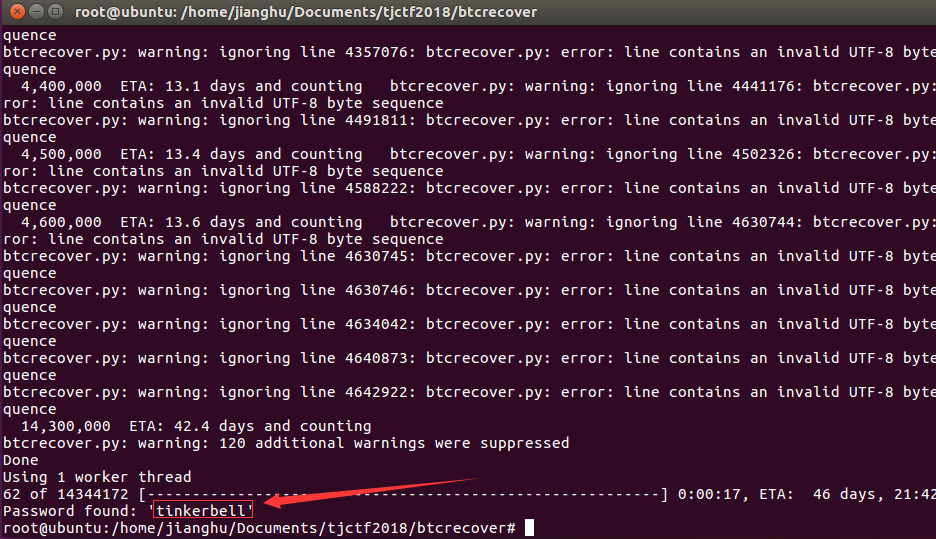 root@ubuntu: /home/jianghu/Documents/tjctf2018/btcrecover
quence
btcrecover.py: warning: ignoring line 4357076: btcrecover.py: error: line contains an invalid UTF-8 byte
quence
  4,400,000  ETA: 13.1 days and counting   btcrecover.py: warning: ignoring line 4441176: btcrecover.py:
ror: line contains an invalid UTF-8 byte sequence
btcrecover.py: warning: ignoring line 4491811: btcrecover.py: error: line contains an invalid UTF-8 byte
quence
  4,500,000  ETA: 13.4 days and counting   btcrecover.py: warning: ignoring line 4502326: btcrecover.py:
ror: line contains an invalid UTF-8 byte sequence
btcrecover.py: warning: ignoring line 4588222: btcrecover.py: error: line contains an invalid UTF-8 byte
quence
  4,600,000  ETA: 13.6 days and counting   btcrecover.py: warning: ignoring line 4630744: btcrecover.py:
ror: line contains an invalid UTF-8 byte sequence
btcrecover.py: warning: ignoring line 4630745: btcrecover.py: error: line contains an invalid UTF-8 byte
quence
btcrecover.py: warning: ignoring line 4630746: btcrecover.py: error: line contains an invalid UTF-8 byte
quence
btcrecover.py: warning: ignoring line 4634042: btcrecover.py: error: line contains an invalid UTF-8 byte
quence
btcrecover.py: warning: ignoring line 4640873: btcrecover.py: error: line contains an invalid UTF-8 byte
quence
btcrecover.py: warning: ignoring line 4642922: btcrecover.py: error: line contains an invalid UTF-8 byte
quence
  14,300,000  ETA: 42.4 days and counting
btcrecover.py: warning: 120 additional warnings were suppressed
Done
Using 1 worker thread
62 of 14344172 [---------------------------------------------------------] 0:00:17, ETA:  46 days, 21:42
Password found: 'tinkerbell'
root@ubuntu:/home/jianghu/Documents/tjctf2018/btcrecover#